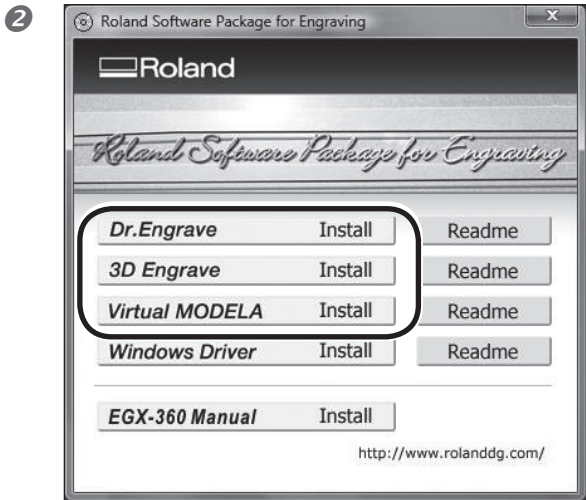 2
Roland Software Package for Engraving x
Roland
Roland Software Package for Engraving
Dr.Engrave Install Readme
3D Engrave Install Readme
Virtual MODELA Install Readme
Windows Driver Install Readme
EGX-360 Manual Install
http://www.rolanddg.com/